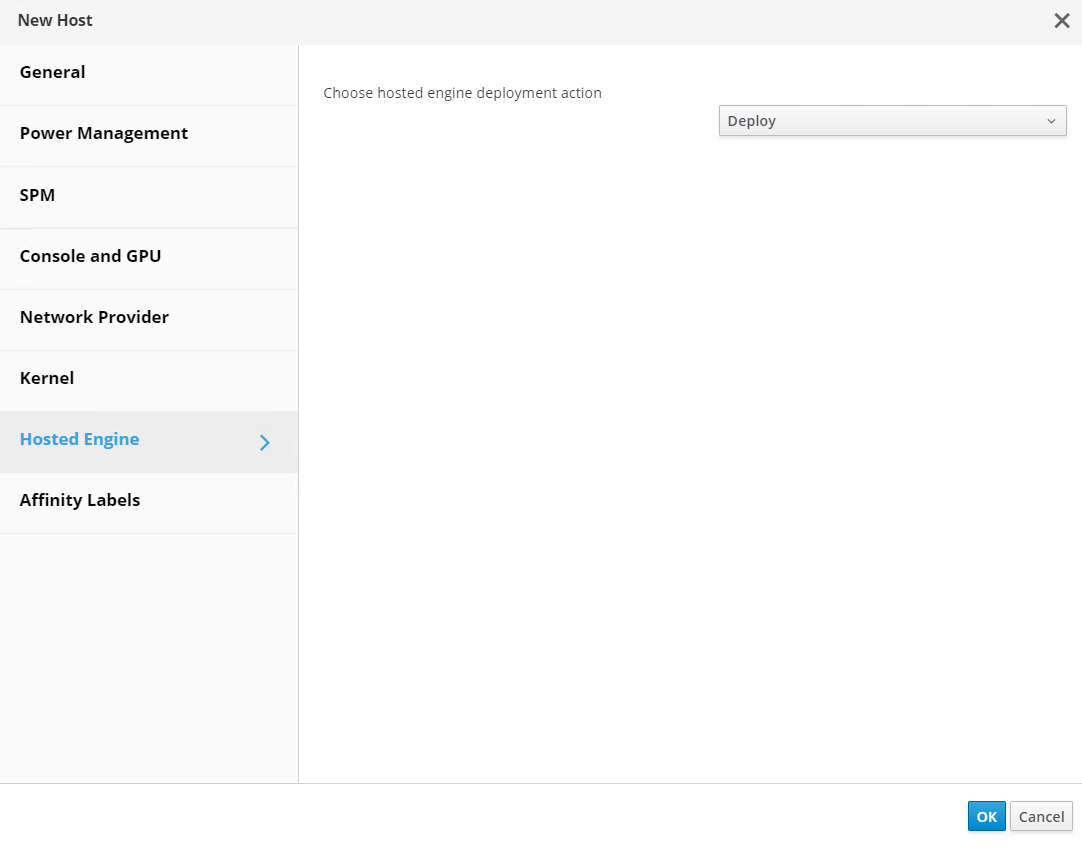 New Host
General
Power Management
SPM
Console and GPU
Network Provider
Kernel
Hosted Engine
Affinity Labels
Choose hosted engine deployment action
Deploy
OK
Cancel